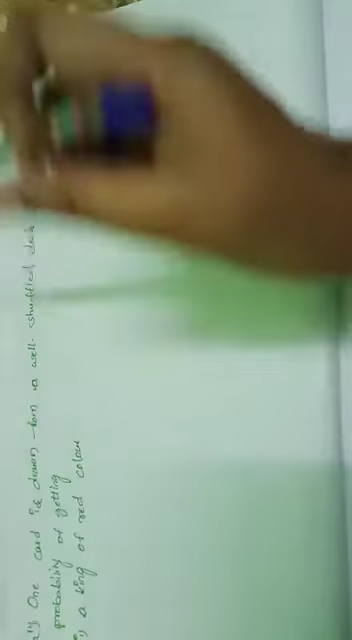 One card is drawn from a well-shuffled deck
probability of getting
i) a king of red colour